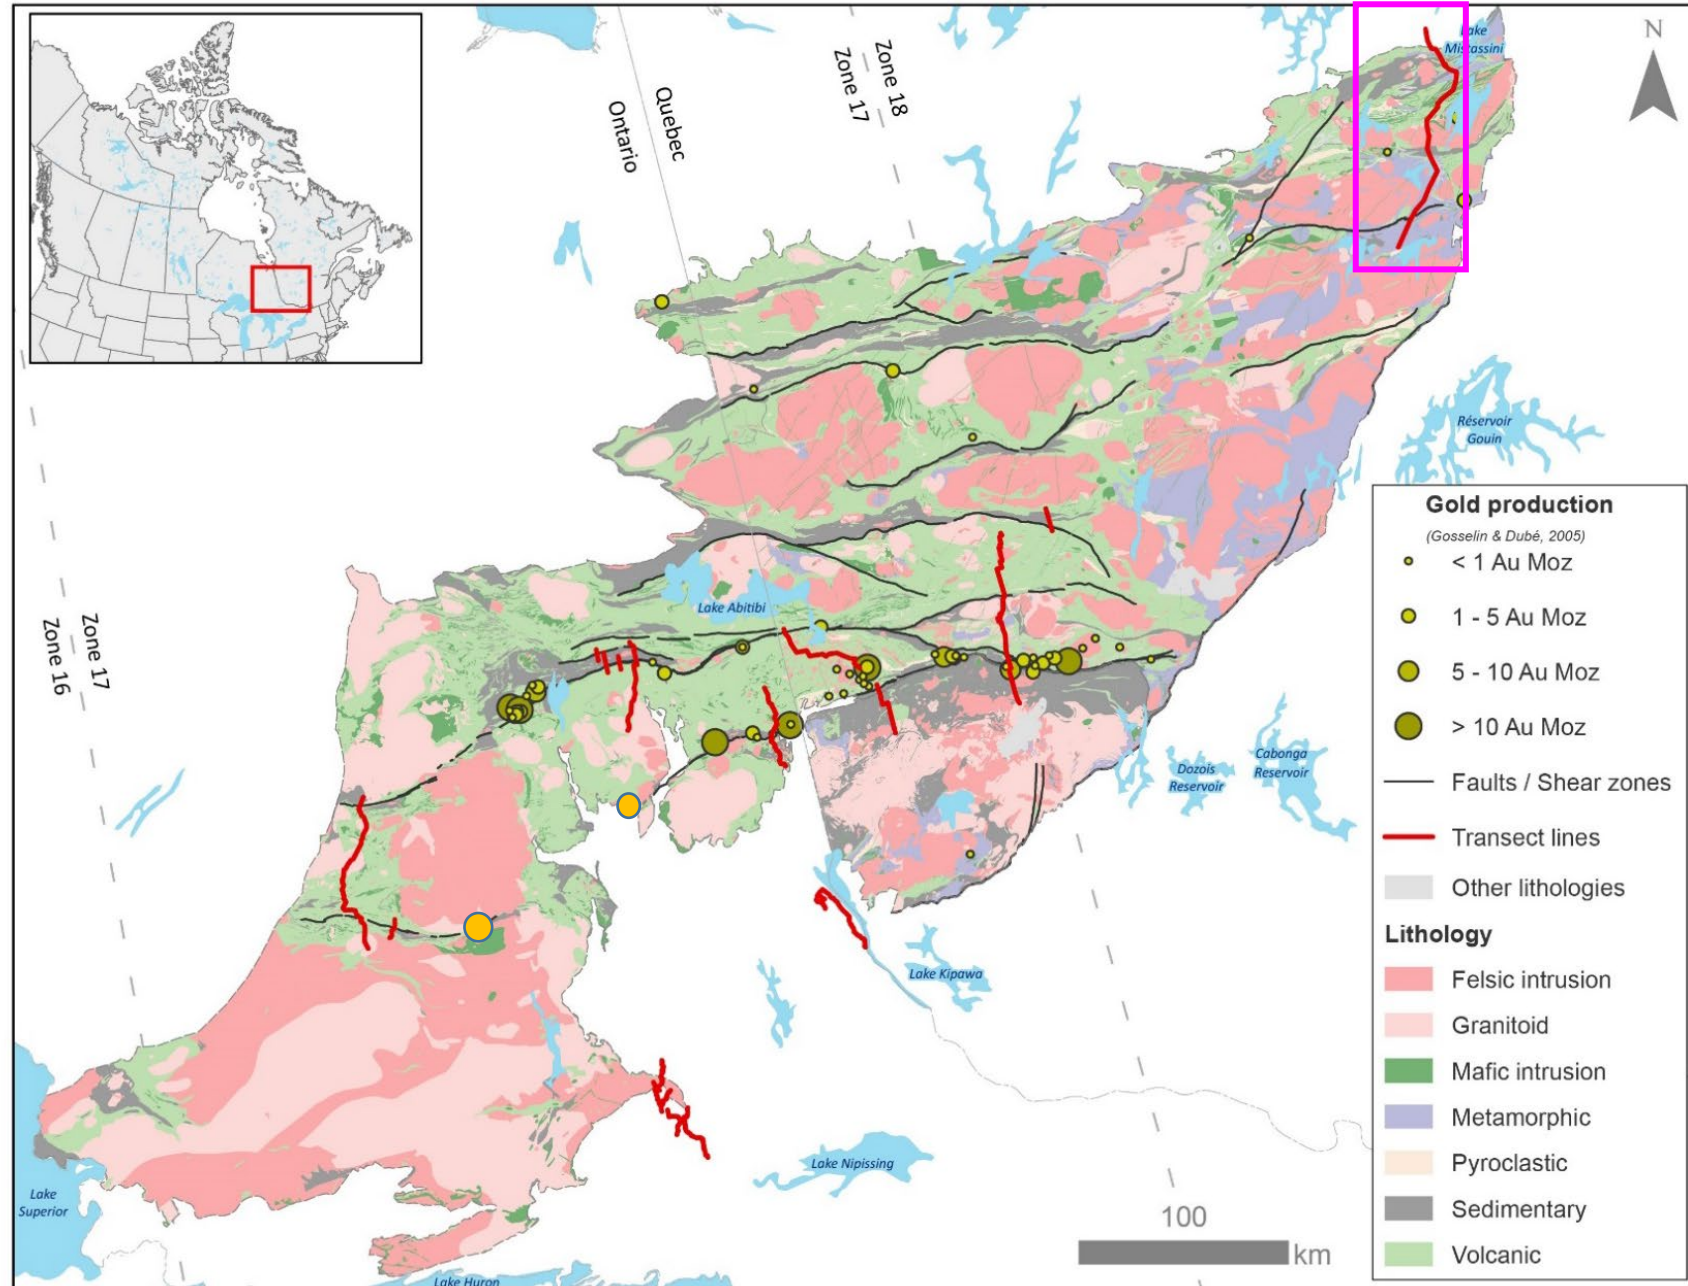 Lake
Mistassini
N
Zone 17
Zone 18
Ontario
Quebec
Réservoir
Gouin
Lake Abitibi
Zone 16
Zone 17
Dozois
Reservoir
Cabonga
Reservoir
Lake Kipawa
Lake Nipissing
Lake
Superior
Lake Huron
Gold production
(Gosselin & Dubé, 2005)
< 1 Au Moz
1 - 5 Au Moz
5 - 10 Au Moz
> 10 Au Moz
Faults / Shear zones
Transect lines
Other lithologies
Lithology
Felsic intrusion
Granitoid
Mafic intrusion
Metamorphic
Pyroclastic
Sedimentary
Volcanic
100
km